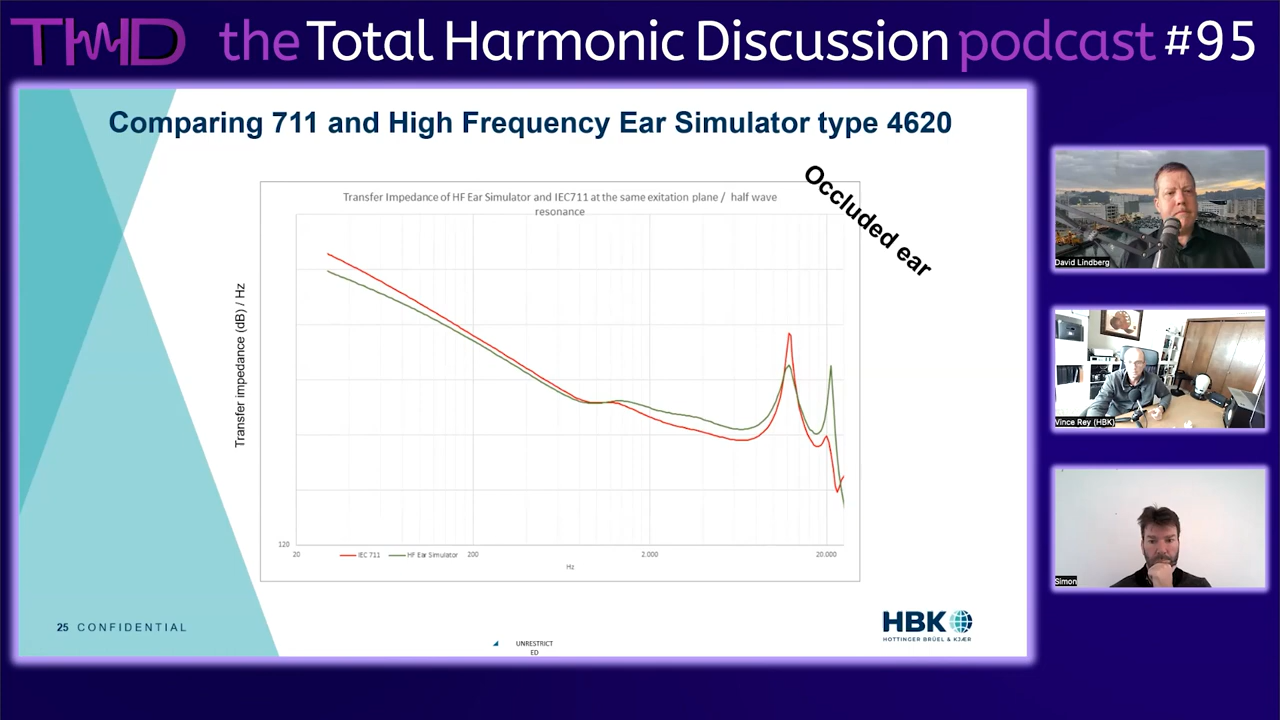 THD the Total Harmonic Discussion podcast #95
Comparing 711 and High Frequency Ear Simulator type 4620
Occluded ear
Transfer Impedance of HF Ear Simulator and IEC711 at the same exitation plane / half wave
resonance
Transfer impedance (dB) / Hz
120
20 200 2.000 20.000
IEC 711 HF Ear Simulator
Hz
25 CONFIDENTIAL
UNRESTRICT
ED
HBK
HOTTINGER BRÜEL & KJÆR
David Lindberg
Vince Rey (HBK)
Simon